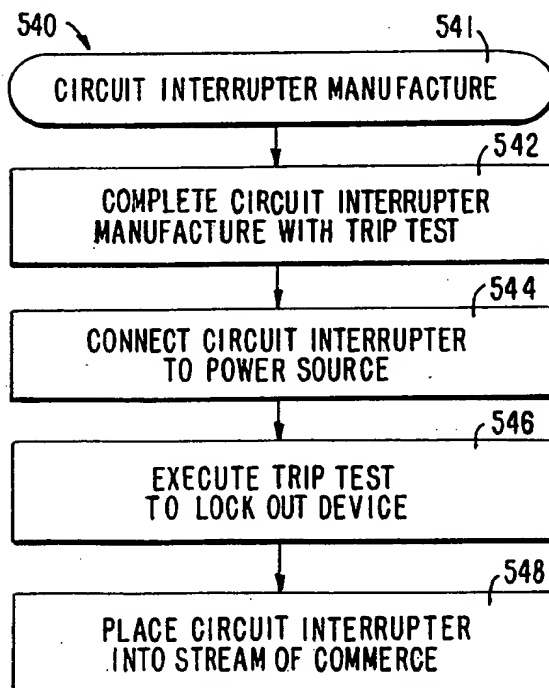 540
541
CIRCUIT INTERRUPTER MANUFACTURE
542
COMPLETE CIRCUIT INTERRUPTER
MANUFACTURE WITH TRIP TEST
544
CONNECT CIRCUIT INTERRUPTER
TO POWER SOURCE
546
EXECUTE TRIP TEST
TO LOCK OUT DEVICE
548
PLACE CIRCUIT INTERRUPTER
INTO STREAM OF COMMERCE